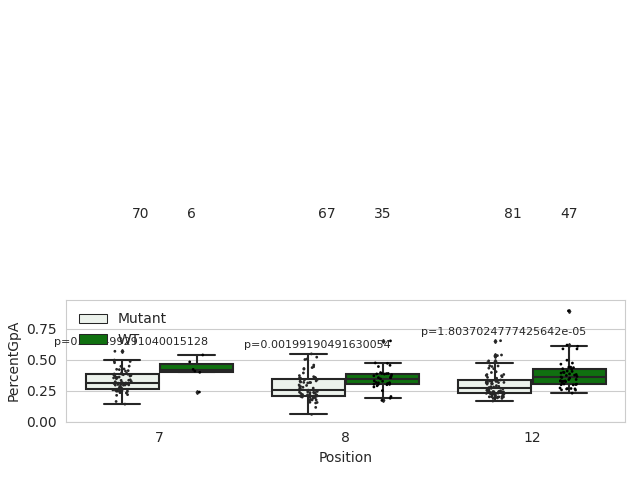 70 6 67 35 81 47
Mutant
WT
p=0.00199190491630054
p=1.8037024777425642e-05
PercentGpA
0.75
0.50
0.25
0.00
7 8 12
Position